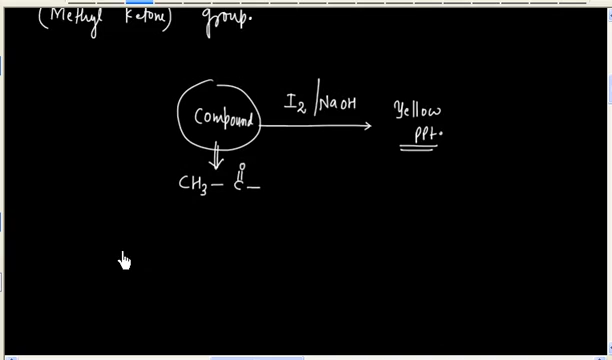 (Methyl Ketone) group.
Compound
I2/NaOH
Yellow
ppt.
O
CH3 — C —